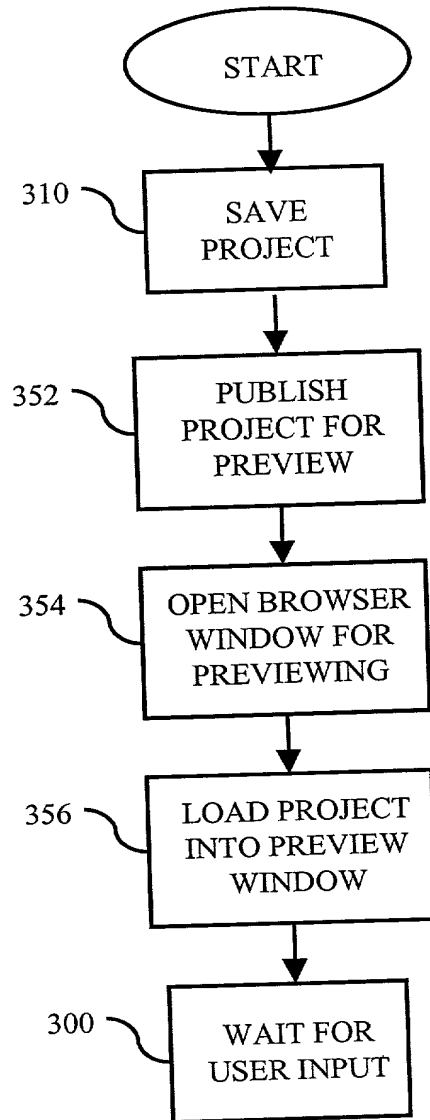 START
310
SAVE
PROJECT
352
PUBLISH
PROJECT FOR
PREVIEW
354
OPEN BROWSER
WINDOW FOR
PREVIEWING
356
LOAD PROJECT
INTO PREVIEW
WINDOW
300
WAIT FOR
USER INPUT